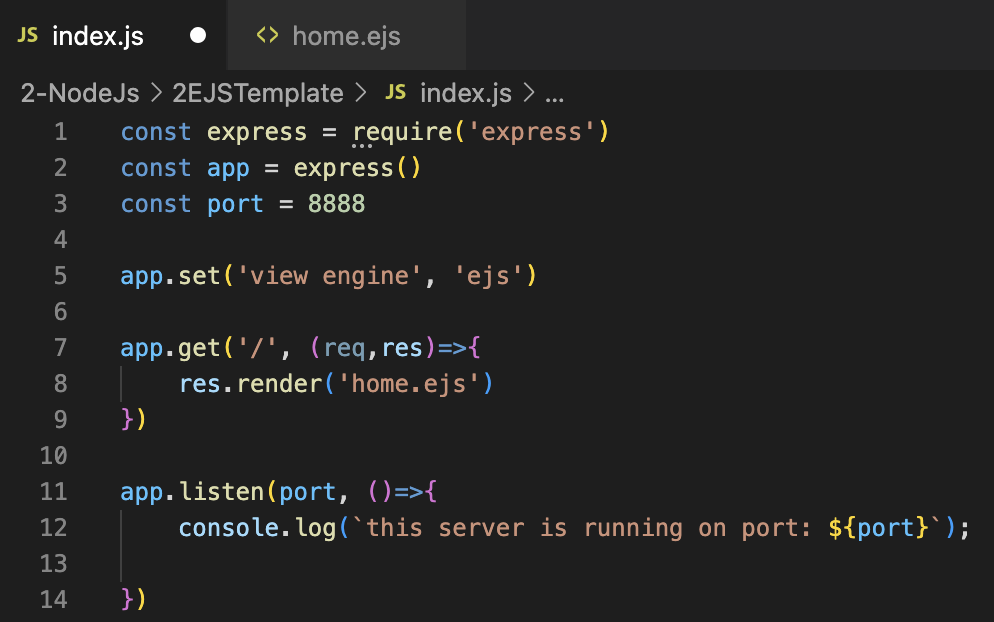 JS index.js
<> home.ejs
2-NodeJs > 2EJSTemplate > JS index.js > ...
1 const express = require('express')
2 const app = express()
3 const port = 8888
4
5 app.set('view engine', 'ejs')
6
7 app.get('/', (req,res)=>{
8     res.render('home.ejs')
9 })
10
11 app.listen(port, ()=>{
12     console.log(`this server is running on port: ${port}`);
13
14 })